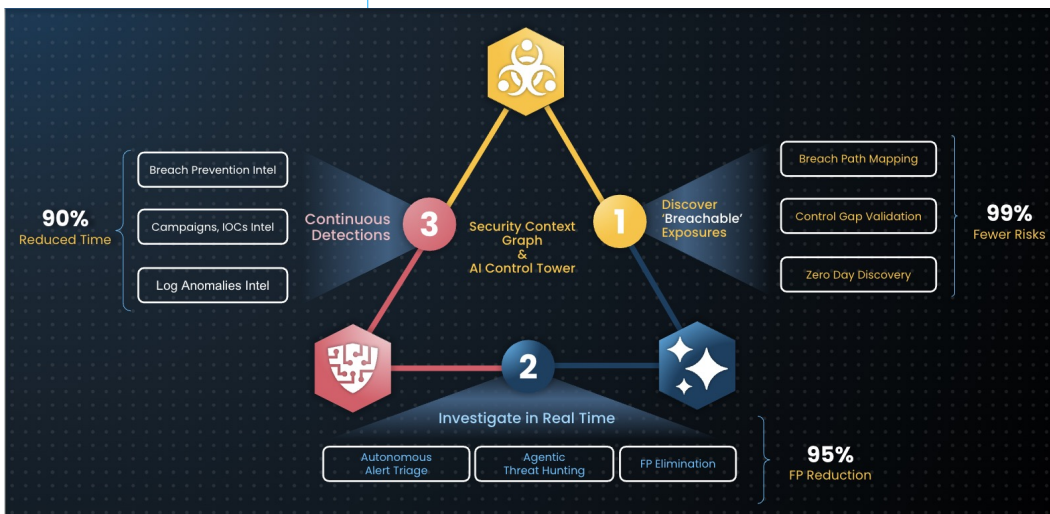 Breach Prevention Intel
Campaigns, IOCs Intel
Log Anomalies Intel
90%
Reduced Time
Continuous
Detections
3
Security Context
Graph
&
AI Control Tower
1
Discover
‘Breachable’
Exposures
Breach Path Mapping
Control Gap Validation
Zero Day Discovery
99%
Fewer Risks
2
Investigate in Real Time
Autonomous
Alert Triage
Agentic
Threat Hunting
FP Elimination
95%
FP Reduction